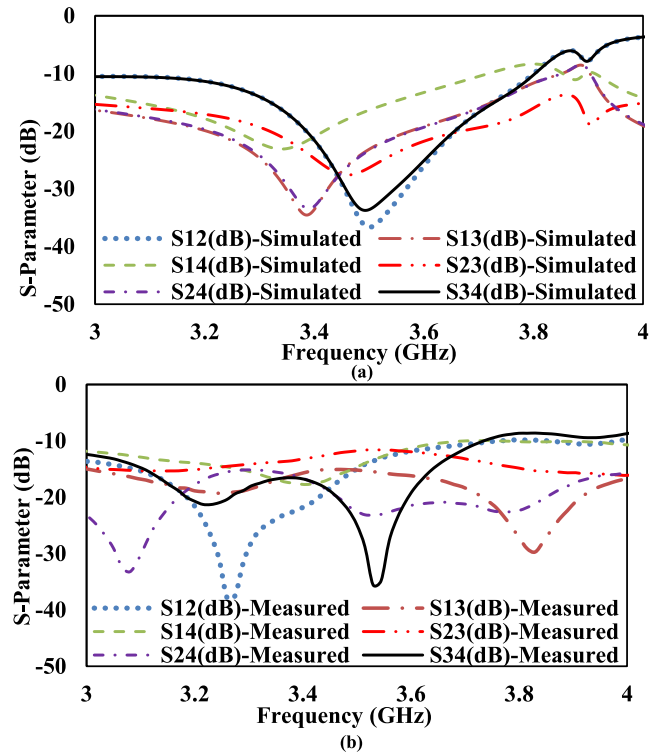 0
-10
-20
-30
-40
-50
S-Parameter (dB)
S12(dB)-Simulated S13(dB)-Simulated
S14(dB)-Simulated S23(dB)-Simulated
S24(dB)-Simulated S34(dB)-Simulated
3 3.2 3.4 3.6 3.8 4
Frequency (GHz)
(a)
0
-10
-20
-30
-40
-50
S-Parameter (dB)
S12(dB)-Measured S13(dB)-Measured
S14(dB)-Measured S23(dB)-Measured
S24(dB)-Measured S34(dB)-Measured
3 3.2 3.4 3.6 3.8 4
Frequency (GHz)
(b)